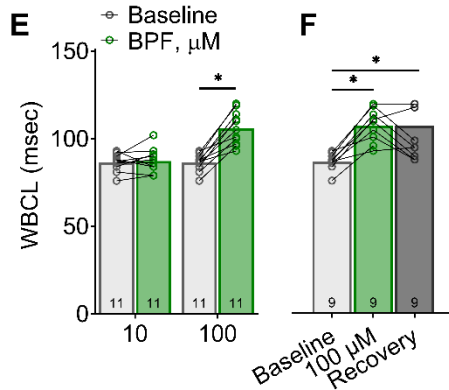 E
Baseline
BPF, μM
F
WBCL (msec)
150
100
50
0
*
*
*
11
11
11
11
9
9
9
10
100
Baseline
100 μM
Recovery